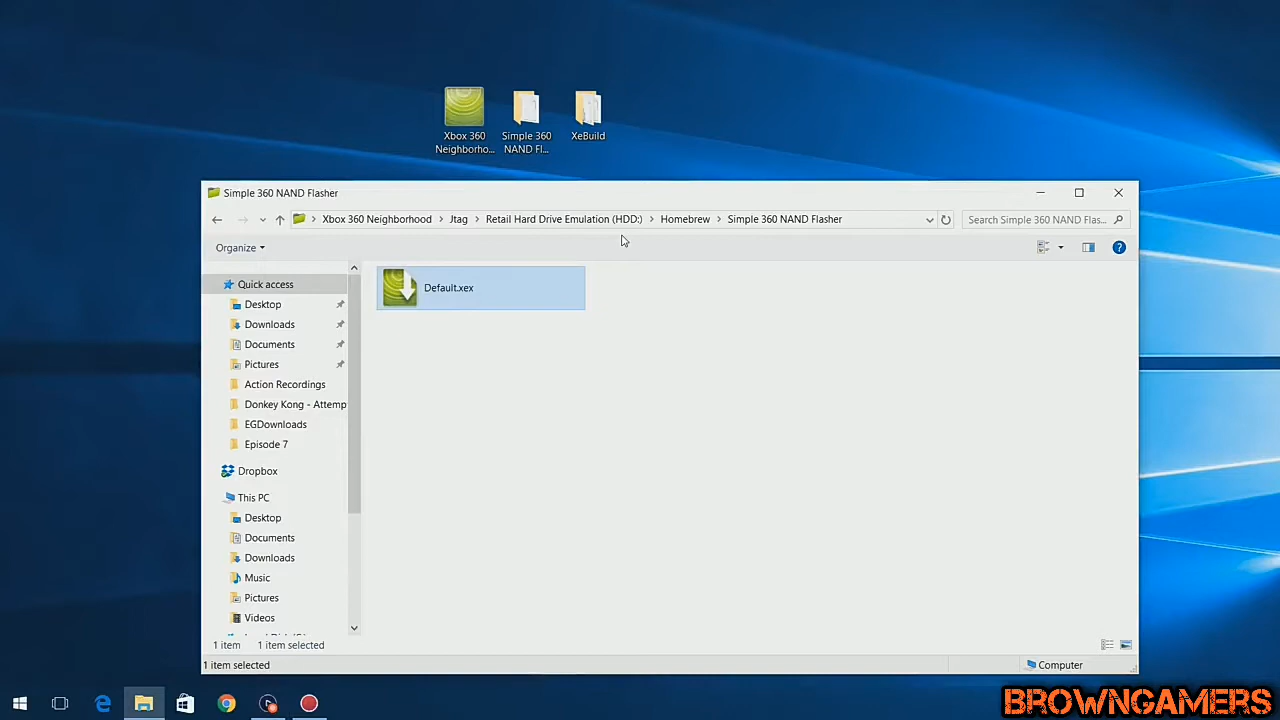 Xbox 360
Neighborho...
Simple 360
NAND Fl...
XeBuild
Simple 360 NAND Flasher
Xbox 360 Neighborhood
Jtag
Retail Hard Drive Emulation (HDD:)
Homebrew
Simple 360 NAND Flasher
Search Simple 360 NAND Flas...
Organize
Quick access
Desktop
Downloads
Documents
Pictures
Action Recordings
Donkey Kong - Attemp
EGDownloads
Episode 7
Dropbox
This PC
Desktop
Documents
Downloads
Music
Pictures
Videos
Default.xex
1 item
1 item selected
1 item selected
Computer
BROWNGAMERS